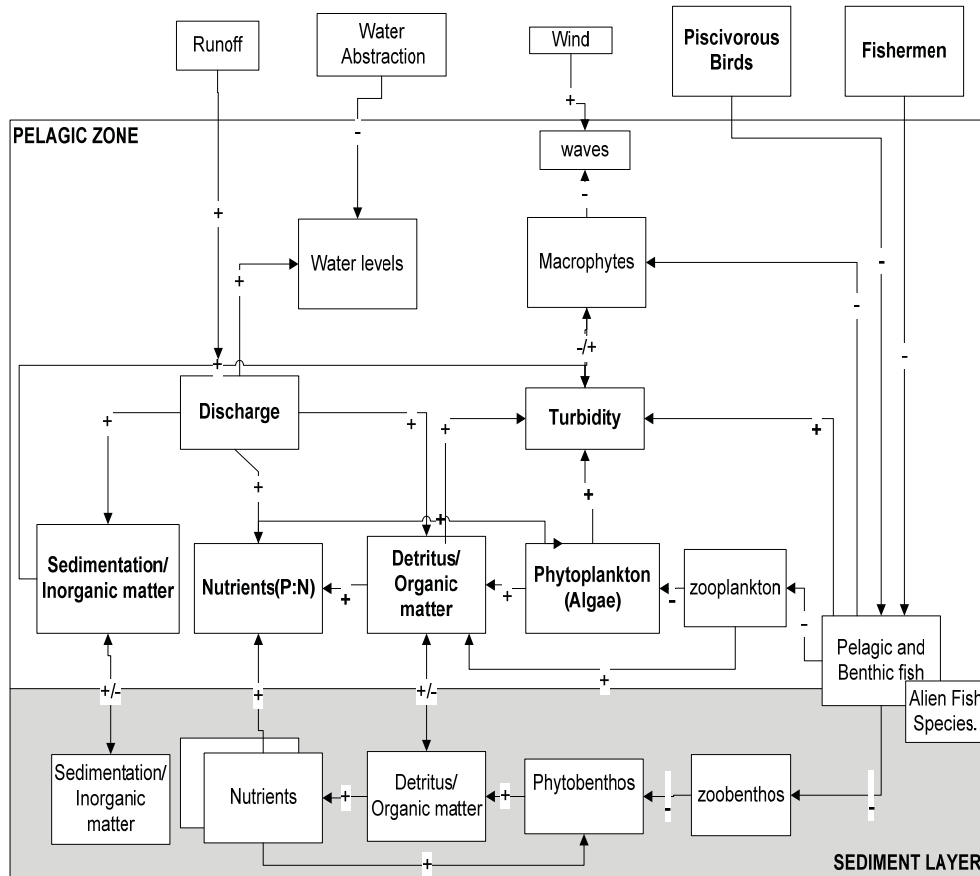 Runoff
Water
Abstraction
Wind
Piscivorous
Birds
Fishermen
+
-
PELAGIC ZONE
waves
+
-
-
Water levels
Macrophytes
+
-
-
-/+
+
Discharge
Turbidity
+
+
+
+
+
+
+
Sedimentation/
Inorganic matter
Nutrients(P:N)
+
Detritus/
Organic
matter
+
Phytoplankton
(Algae)
-
zooplankton
-
Pelagic and
Benthic fish
Alien Fish
Species.
+
+/-
+
+/-
Sedimentation/
Inorganic
matter
Nutrients
+
Detritus/
Organic matter
+
Phytobenthos
-
zoobenthos
-
+
SEDIMENT LAYER